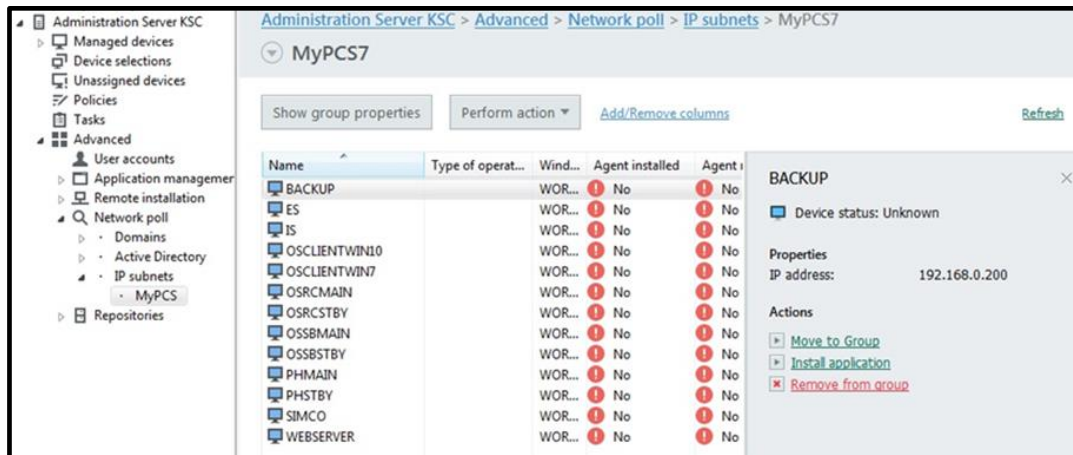 Administration Server KSC
Managed devices
Device selections
Unassigned devices
Policies
Tasks
Advanced
User accounts
Application managemer
Remote installation
Network poll
Domains
Active Directory
IP subnets
MyPCS
Repositories
Administration Server KSC > Advanced > Network poll > IP subnets > MyPCS7
MyPCS7
Show group properties Perform action Add/Remove columns Refresh
Name Type of operat... Wind... Agent installed Agent
BACKUP WOR... No No
ES WOR... No No
IS WOR... No No
OSCLIENTWIN10 WOR... No No
OSCLIENTWIN7 WOR... No No
OSRCMAIN WOR... No No
OSRCSTBY WOR... No No
OSSBMAIN WOR... No No
OSSBSTBY WOR... No No
PHMAIN WOR... No No
PHSTBY WOR... No No
SIMCO WOR... No No
WEBSERVER WOR... No No
BACKUP
Device status: Unknown
Properties
IP address: 192.168.0.200
Actions
Move to Group
Install application
Remove from group